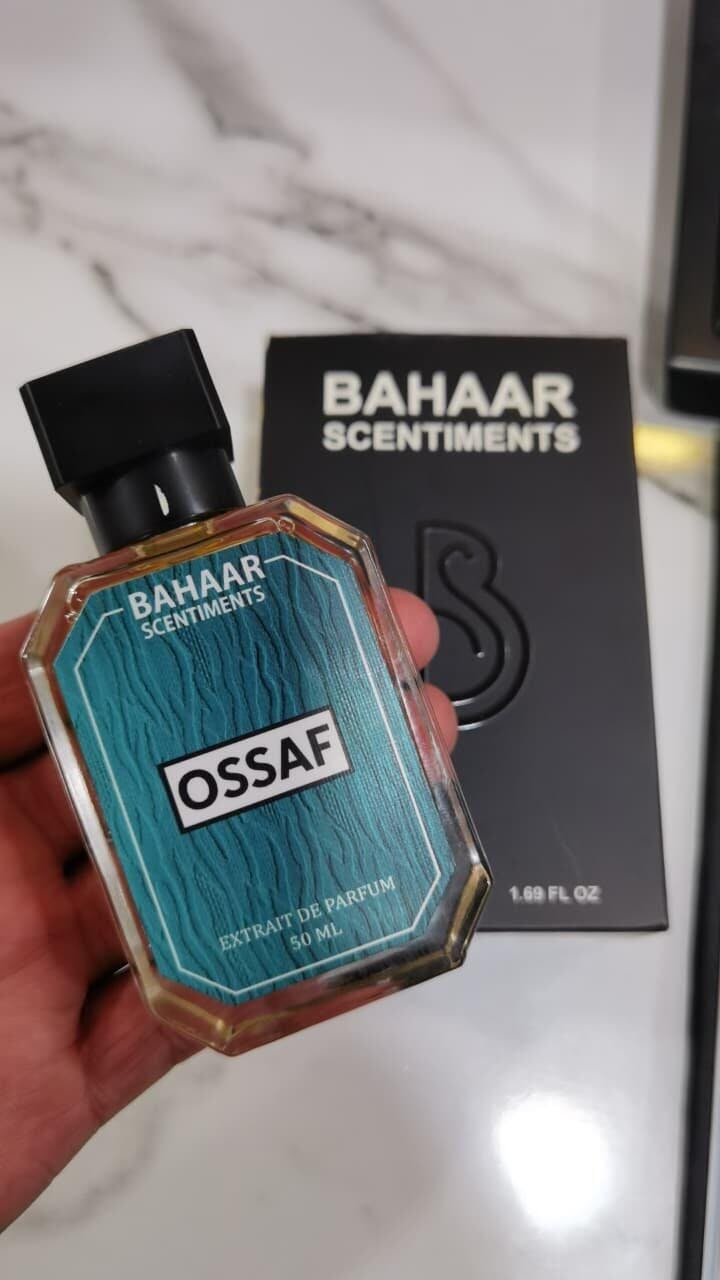 BAHAAR
SCENTIMENTS
1.69 FL OZ
BAHAAR
SCENTIMENTS
OSSAF
EXTRAIT DE PARFUM
50 ML